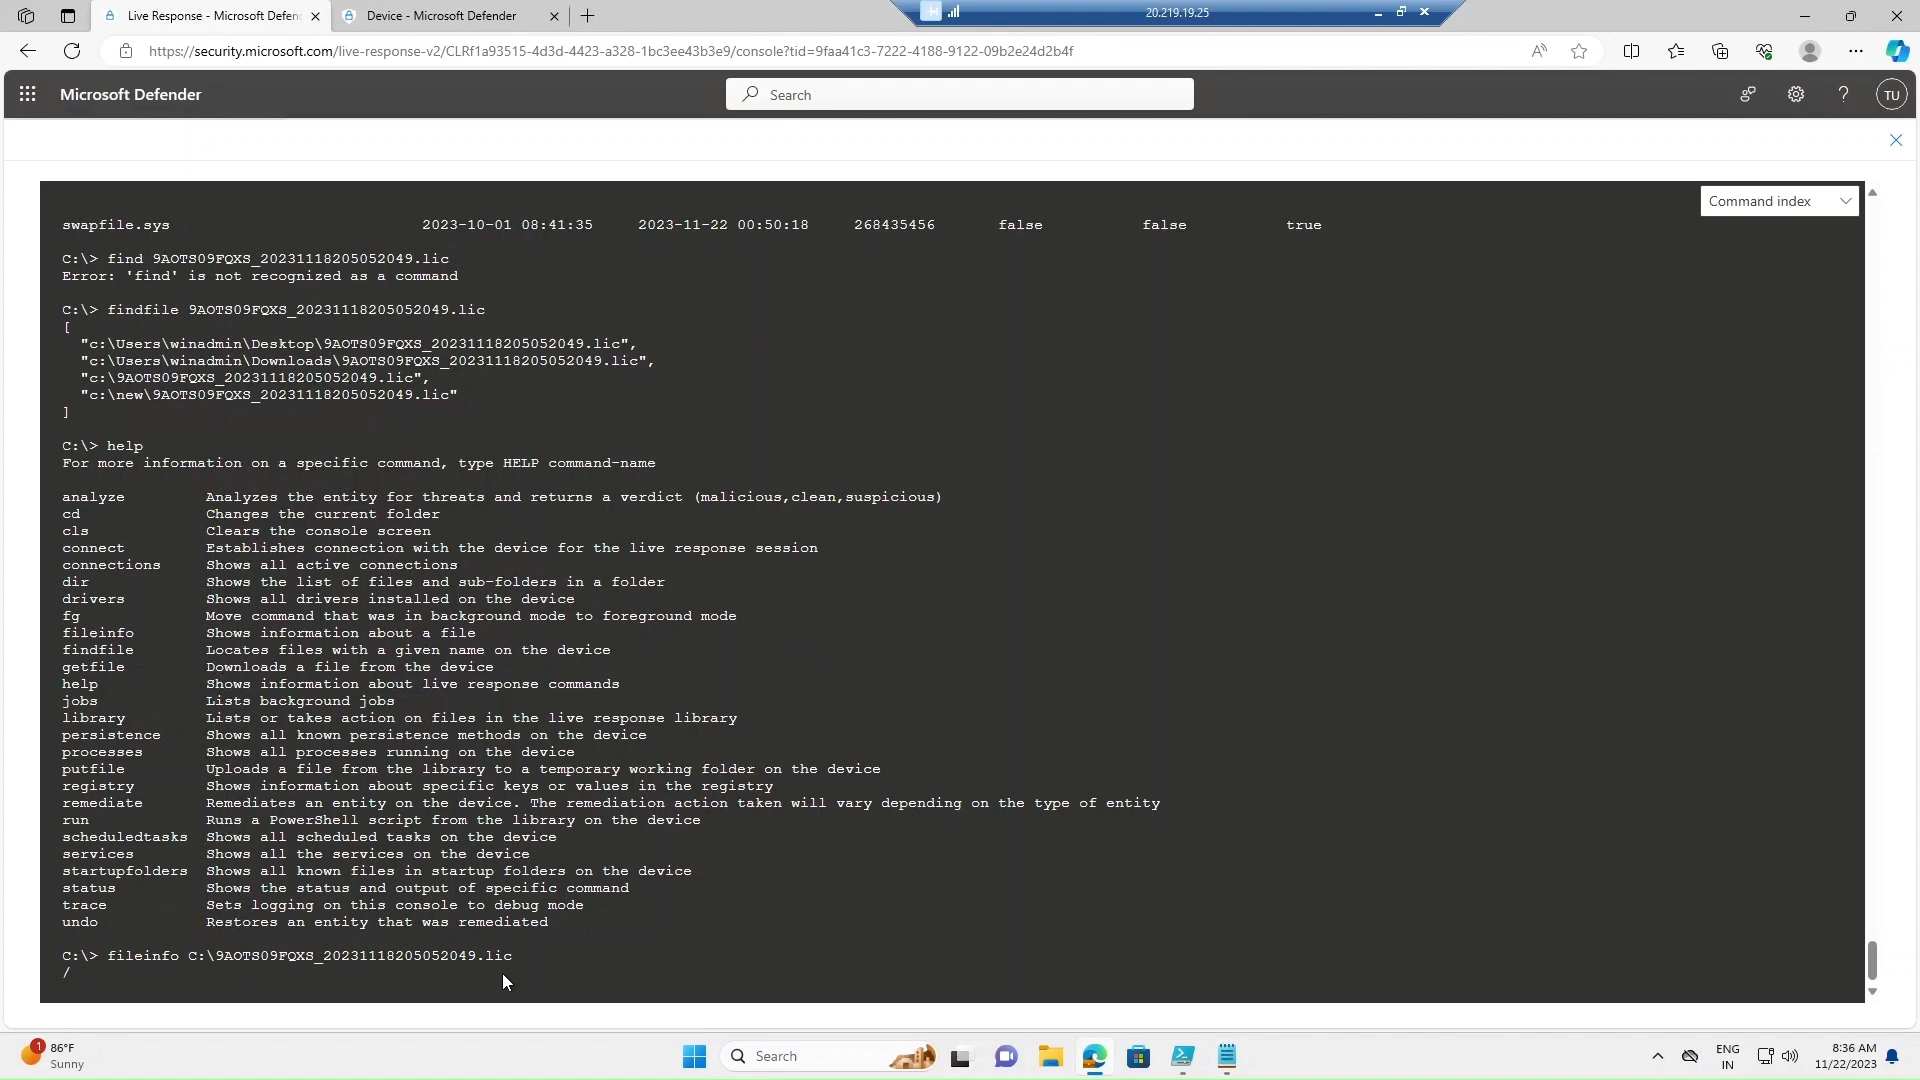 Live Response - Microsoft Defen
Device - Microsoft Defender
20.219.19.25
https://security.microsoft.com/live-response-v2/CLRf1a93515-4d3d-4423-a328-1bc3ee43b3e9/console?tid=9faa41c3-7222-4188-9122-09b2e24d2b4f
Microsoft Defender
Search
TU
Command index
swapfile.sys 2023-10-01 08:41:35 2023-11-22 00:50:18 268435456 false false true
C:\> find 9AOTS09FQXS_20231118205052049.lic
Error: 'find' is not recognized as a command
C:\> findfile 9AOTS09FQXS_20231118205052049.lic
[
"c:\Users\winadmin\Desktop\9AOTS09FQXS_20231118205052049.lic",
"c:\Users\winadmin\Downloads\9AOTS09FQXS_20231118205052049.lic",
"c:\9AOTS09FQXS_20231118205052049.lic",
"c:\new\9AOTS09FQXS_20231118205052049.lic"
]
C:\> help
For more information on a specific command, type HELP command-name
analyze Analyzes the entity for threats and returns a verdict (malicious,clean,suspicious)
cd Changes the current folder
cls Clears the console screen
connect Establishes connection with the device for the live response session
connections Shows all active connections
dir Shows the list of files and sub-folders in a folder
drivers Shows all drivers installed on the device
fg Move command that was in background mode to foreground mode
fileinfo Shows information about a file
findfile Locates files with a given name on the device
getfile Downloads a file from the device
help Shows information about live response commands
jobs Lists background jobs
library Lists or takes action on files in the live response library
persistence Shows all known persistence methods on the device
processes Shows all processes running on the device
putfile Uploads a file from the library to a temporary working folder on the device
registry Shows information about specific keys or values in the registry
remediate Remediates an entity on the device. The remediation action taken will vary depending on the type of entity
run Runs a PowerShell script from the library on the device
scheduledtasks Shows all scheduled tasks on the device
services Shows all the services on the device
startupfolders Shows all known files in startup folders on the device
status Shows the status and output of specific command
trace Sets logging on this console to debug mode
undo Restores an entity that was remediated
C:\> fileinfo C:\9AOTS09FQXS_20231118205052049.lic
/
1
86°F
Sunny
Search
ENG
IN
8:36 AM
11/22/2023